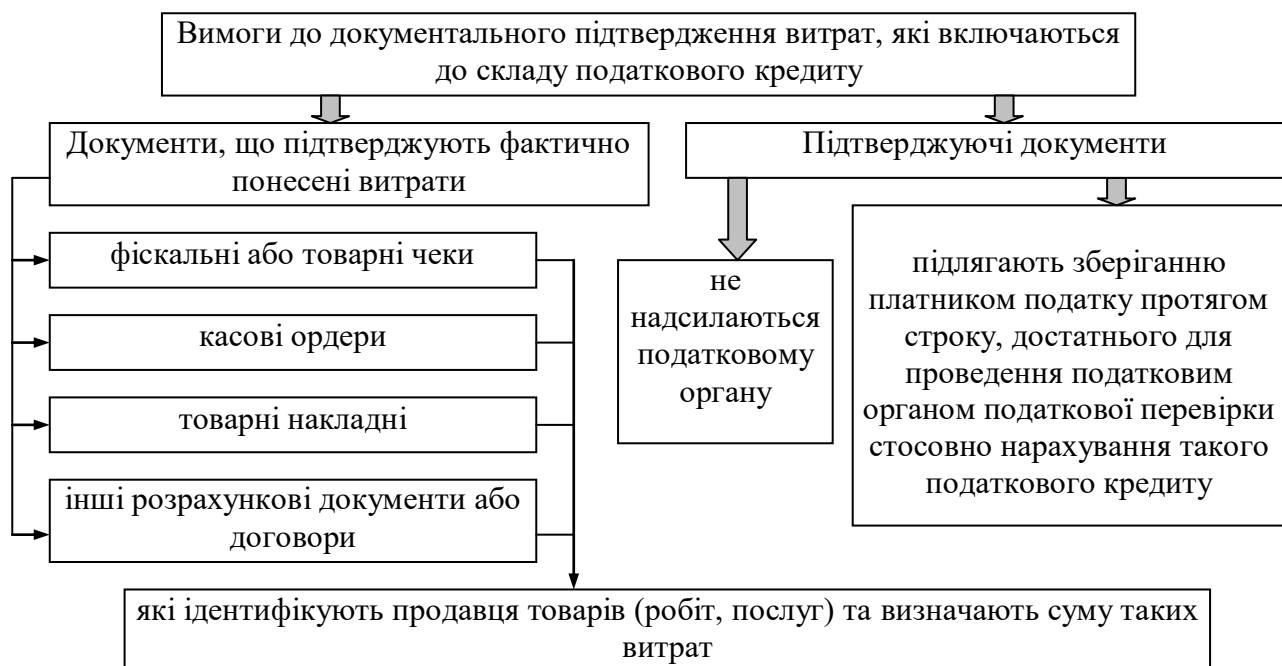 Вимоги до документального підтвердження витрат, які включаються
до складу податкового кредиту
Документи, що підтверджують фактично
понесені витрати
фіскальні або товарні чеки
касові ордери
товарні накладні
інші розрахункові документи або
договори
Підтверджуючі документи
не
надсилаються
податковому
органу
підлягають зберіганню
платником податку протягом
строку, достатнього для
проведення податковим
органом податкової перевірки
стосовно нарахування такого
податкового кредиту
які ідентифікують продавця товарів (робіт, послуг) та визначають суму таких
витрат